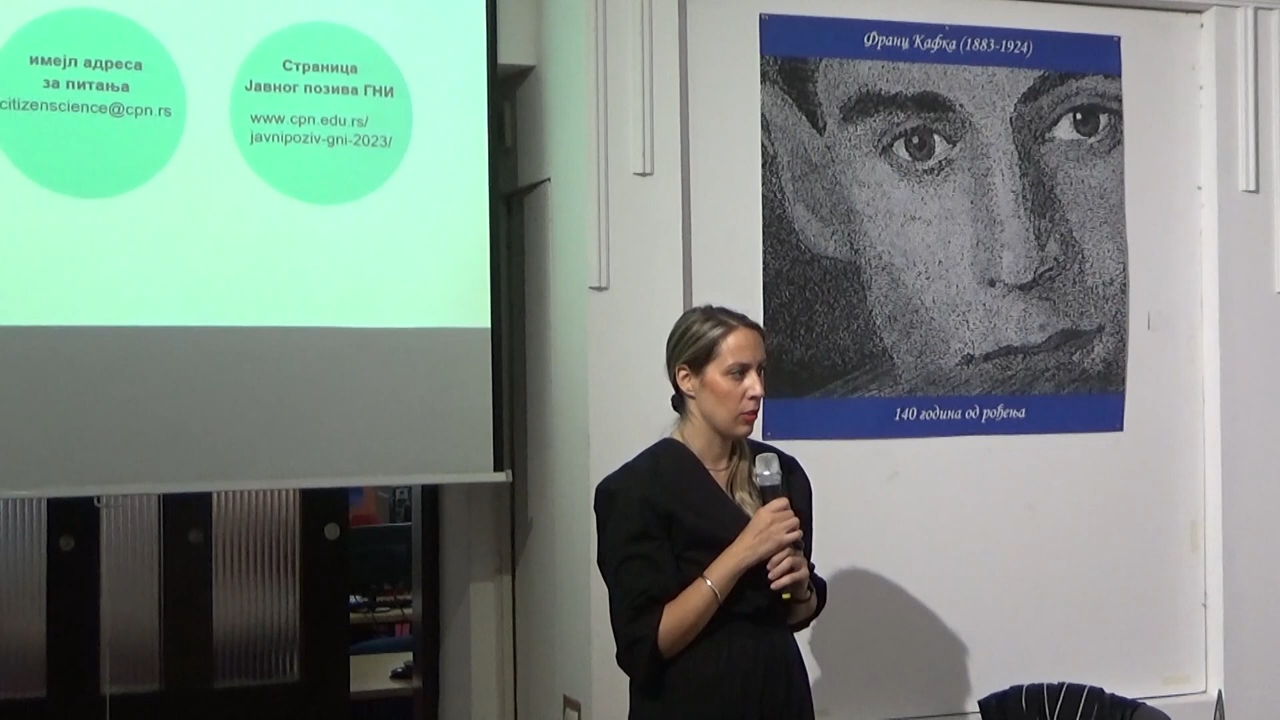 имејл адреса
за питања
citizenscience@cpn.rs
Страница
Јавног позива ГНИ
www.cpn.edu.rs/
javnipoziv-gni-2023/
Франц Кафка (1883-1924)
140 година од рођења